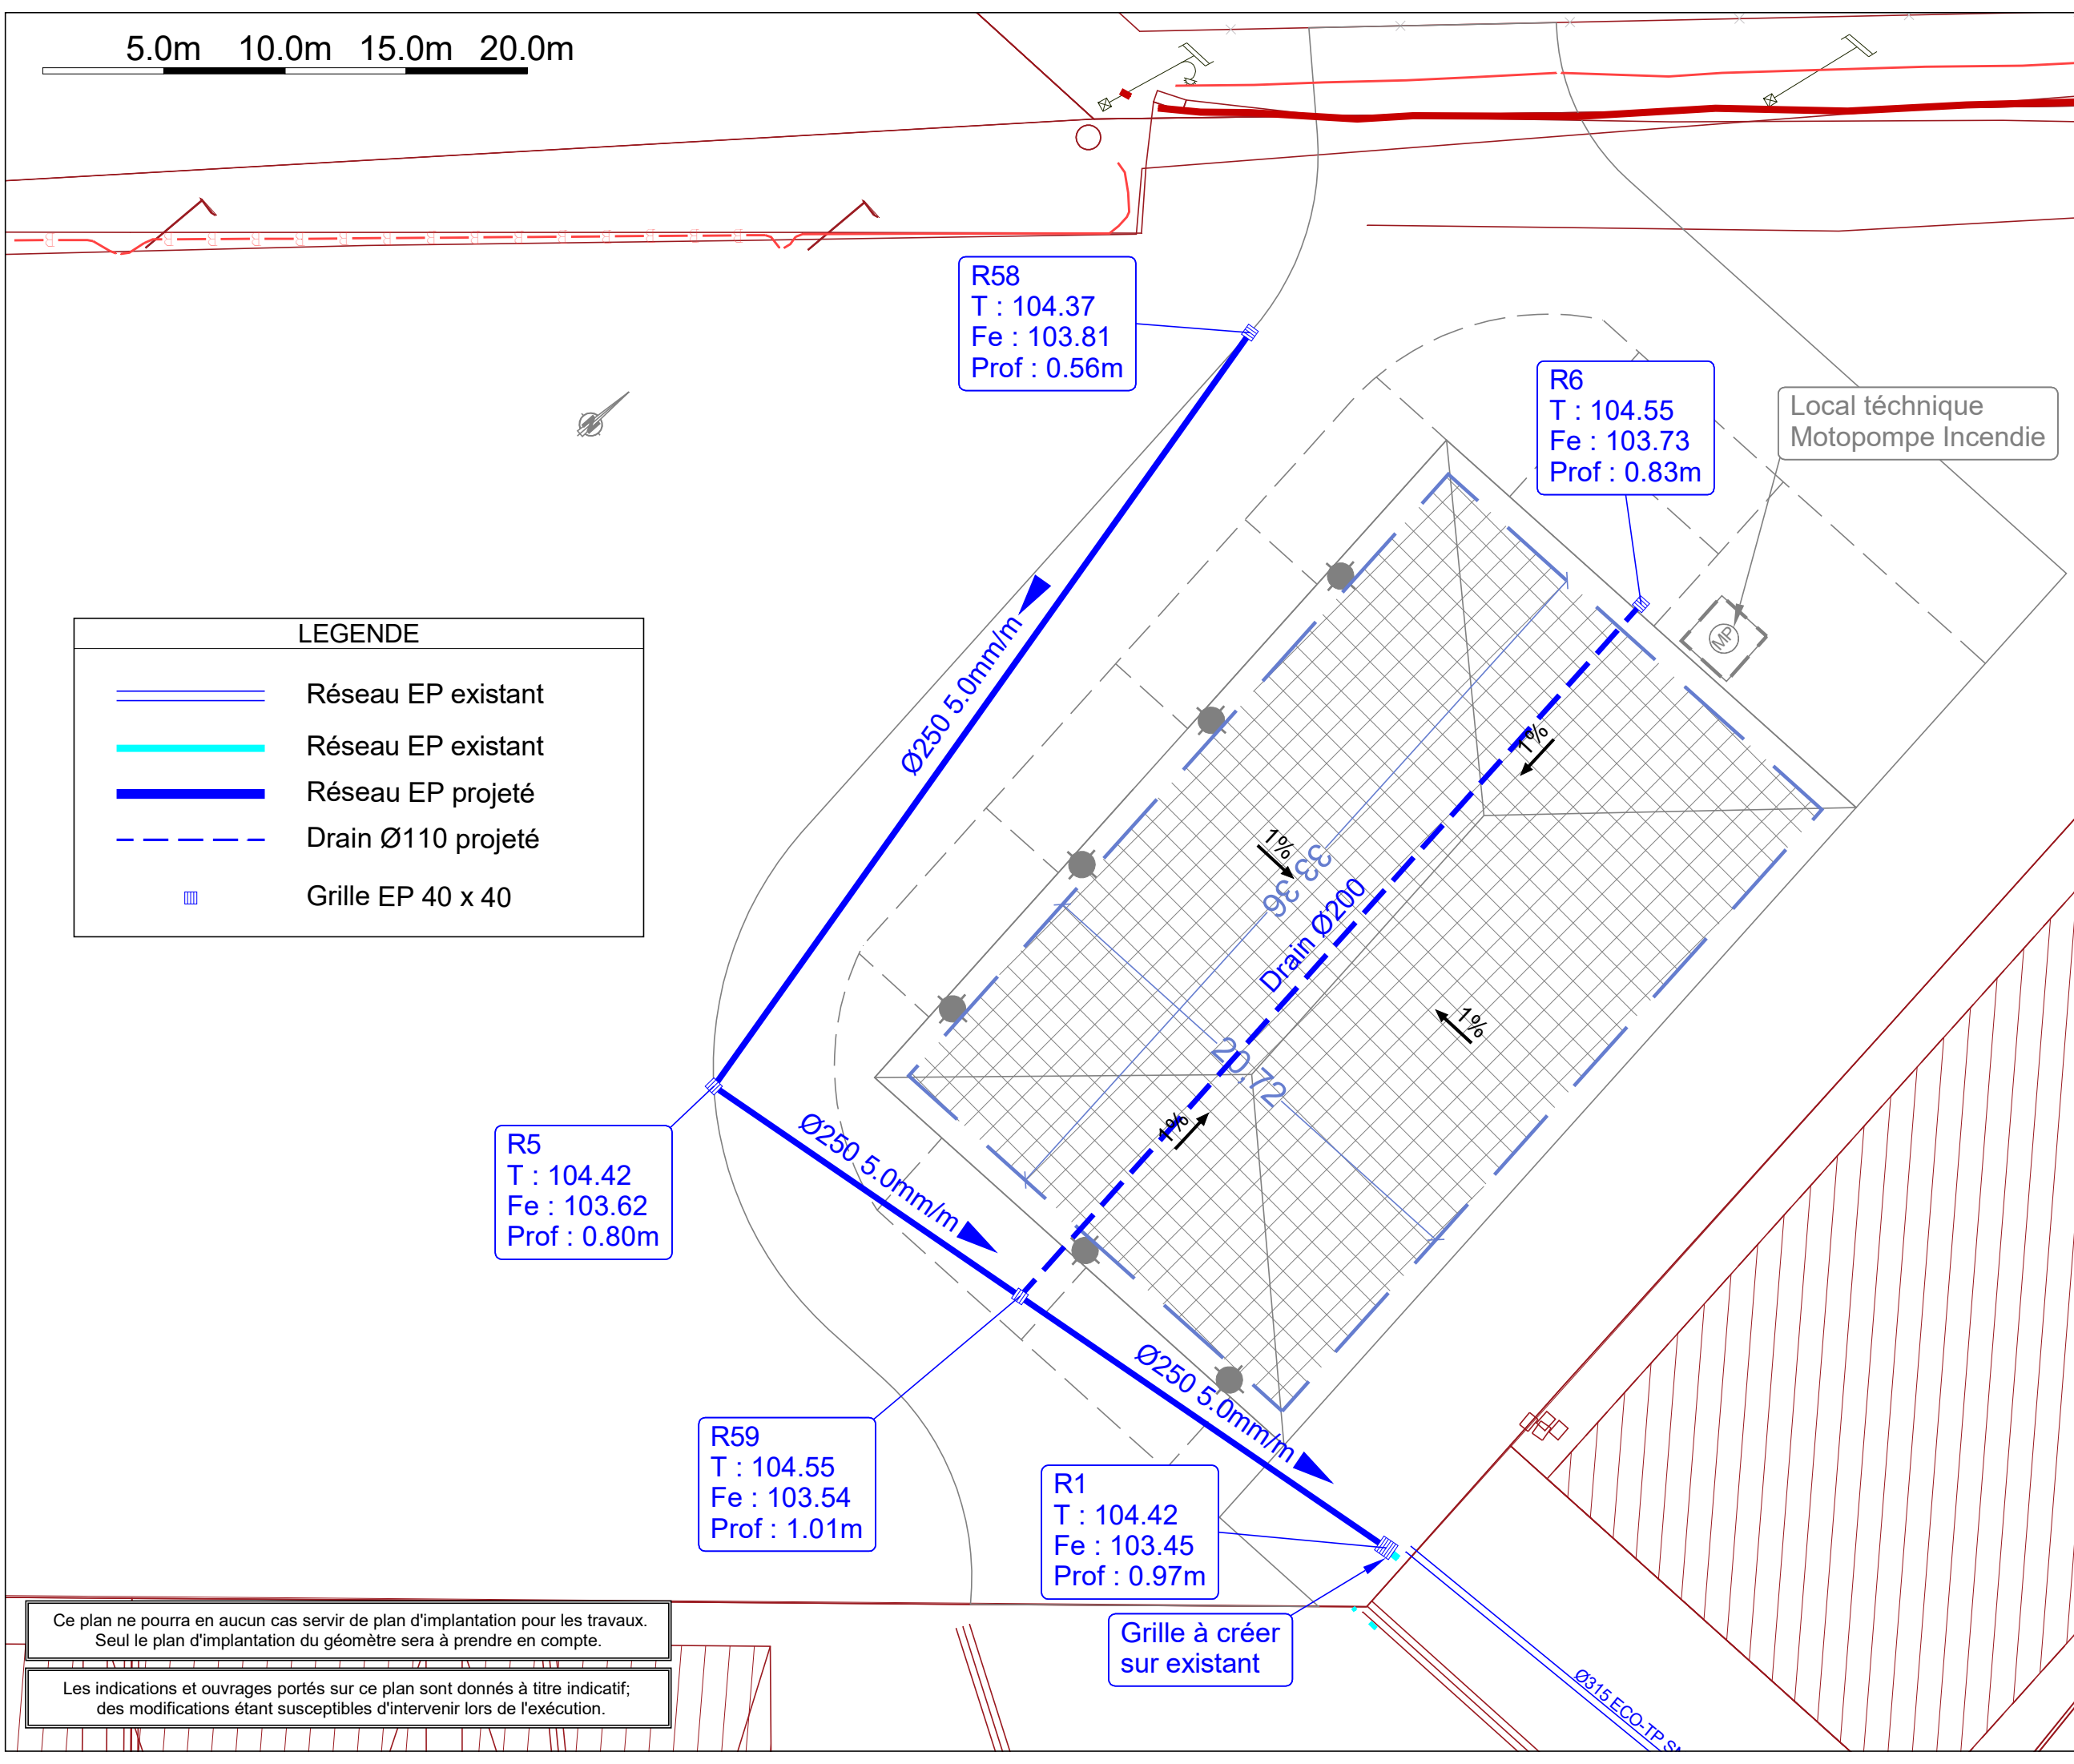 5.0m 10.0m 15.0m 20.0m
R58
T : 104.37
Fe : 103.81
Prof : 0.56m
R6
T : 104.55
Fe : 103.73
Prof : 0.83m
Local téchnique
Motopompe Incendie
MP
LEGENDE
Réseau EP existant
Réseau EP existant
Réseau EP projeté
Drain Ø110 projeté
Grille EP 40 x 40
Ø250 5.0mm/m
1%
1%
33,36
Drain Ø200
1%
20,72
1%
R5
T : 104.42
Fe : 103.62
Prof : 0.80m
Ø250 5.0mm/m
Ø250 5.0mm/m
R59
T : 104.55
Fe : 103.54
Prof : 1.01m
R1
T : 104.42
Fe : 103.45
Prof : 0.97m
Grille à créer
sur existant
Ø315 ECO-TP
Ce plan ne pourra en aucun cas servir de plan d'implantation pour les travaux.
Seul le plan d'implantation du géomètre sera à prendre en compte.
Les indications et ouvrages portés sur ce plan sont donnés à titre indicatif;
des modifications étant susceptibles d'intervenir lors de l'exécution.